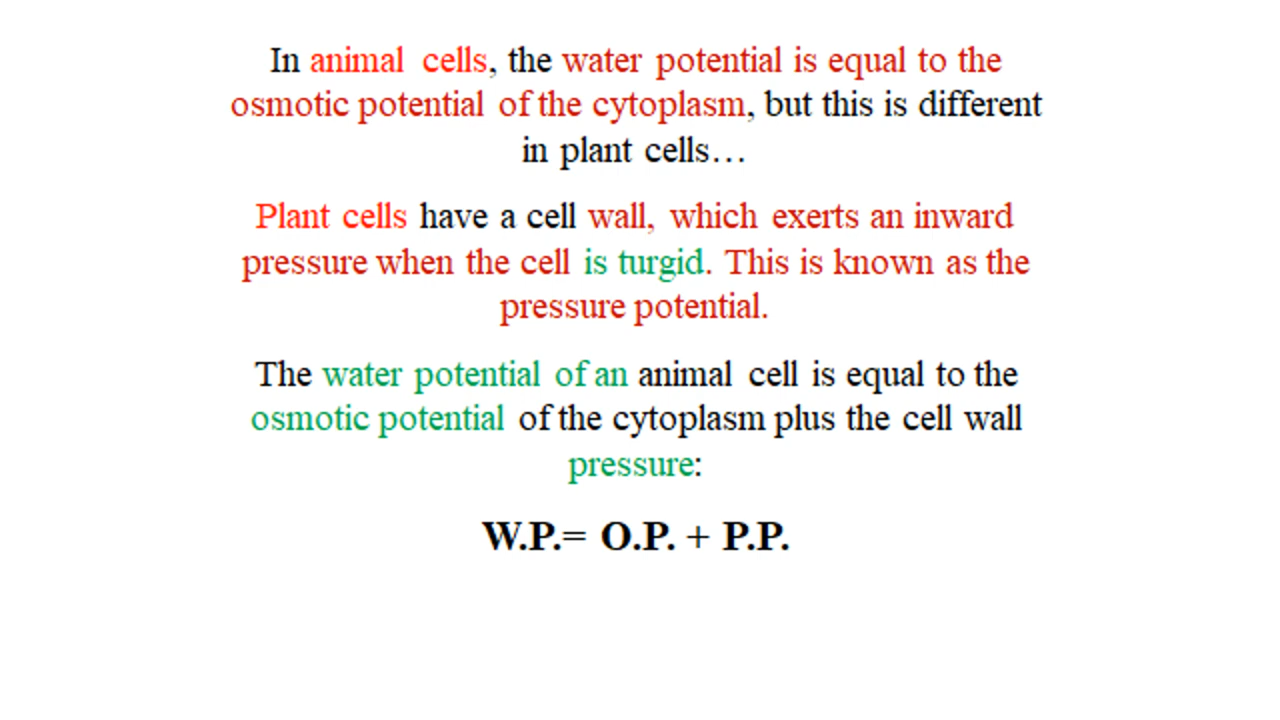 In animal cells, the water potential is equal to the
osmotic potential of the cytoplasm, but this is different
in plant cells…
Plant cells have a cell wall, which exerts an inward
pressure when the cell is turgid. This is known as the
pressure potential.
The water potential of an animal cell is equal to the
osmotic potential of the cytoplasm plus the cell wall
pressure:
W.P.= O.P. + P.P.